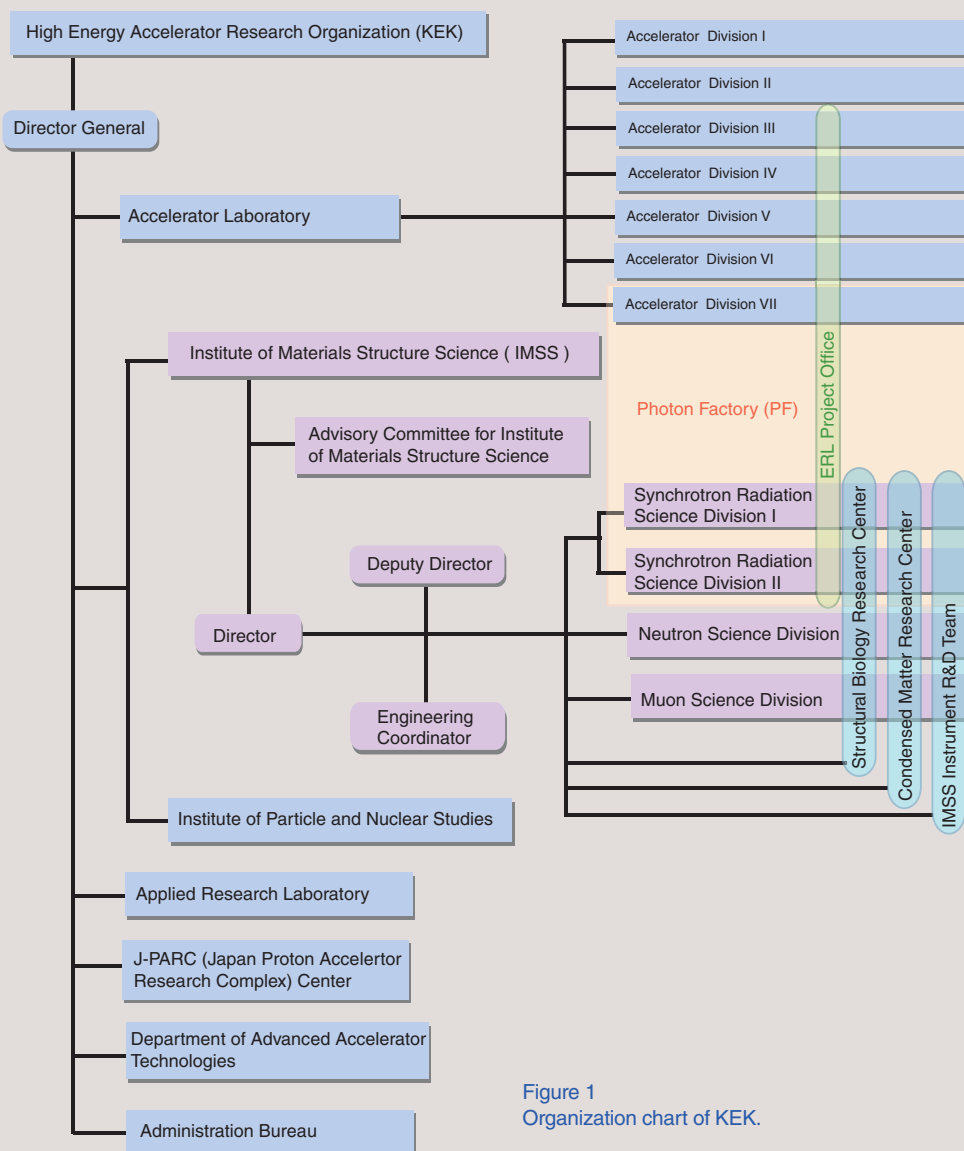 High Energy Accelerator Research Organization (KEK)
Director General
Accelerator Laboratory
Accelerator Division I
Accelerator Division II
Accelerator Division III
Accelerator Division IV
Accelerator Division V
Accelerator Division VI
Accelerator Division VII
Institute of Materials Structure Science ( IMSS )
Advisory Committee for Institute
of Materials Structure Science
Photon Factory (PF)
ERL Project Office
Synchrotron Radiation
Science Division I
Synchrotron Radiation
Science Division II
Deputy Director
Director
Engineering
Coordinator
Neutron Science Division
Muon Science Division
Structural Biology Research Center
Condensed Matter Research Center
IMSS Instrument R&D Team
Institute of Particle and Nuclear Studies
Applied Research Laboratory
J-PARC (Japan Proton Accelertor
Research Complex) Center
Department of Advanced Accelerator
Technologies
Administration Bureau
Figure 1
Organization chart of KEK.